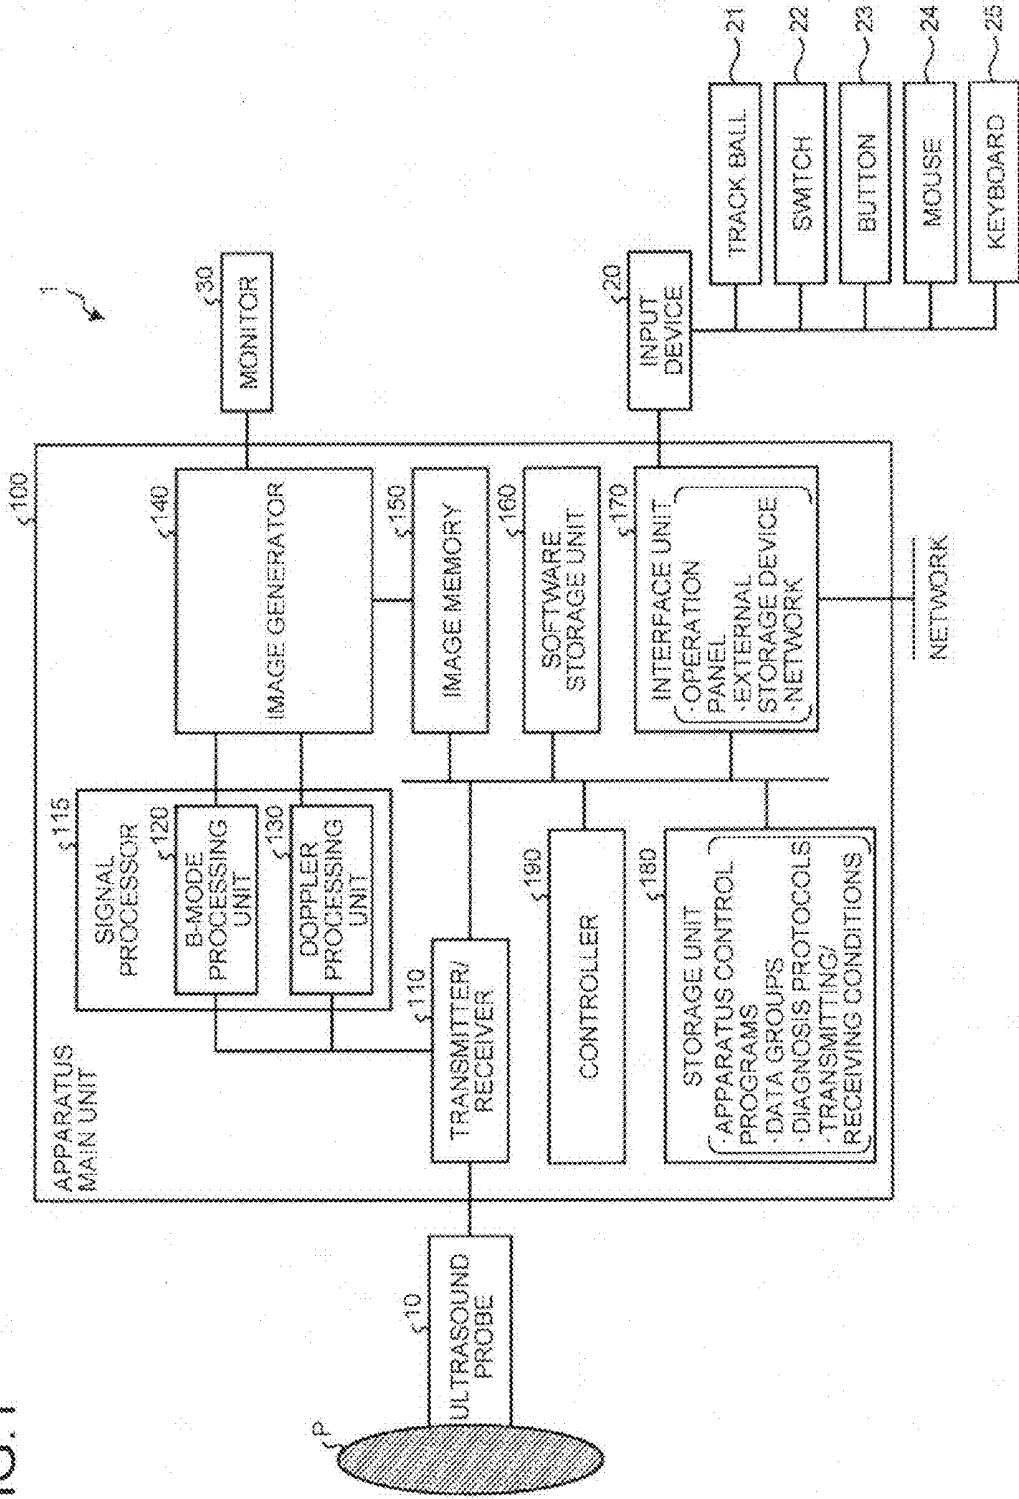 IG. 1
1
100
APPARATUS
MAIN UNIT
115
SIGNAL
PROCESSOR
120
B-MODE
PROCESSING
UNIT
130
DOPPLER
PROCESSING
UNIT
140
IMAGE GENERATOR
30
MONITOR
P
10
ULTRASOUND
PROBE
110
TRANSMITTER/
RECEIVER
150
IMAGE MEMORY
190
CONTROLLER
160
SOFTWARE
STORAGE UNIT
180
STORAGE UNIT
·APPARATUS CONTROL
PROGRAMS
·DATA GROUPS
·DIAGNOSIS PROTOCOLS
·TRANSMITTING/
RECEIVING CONDITIONS
170
INTERFACE UNIT
·OPERATION
PANEL
·EXTERNAL
STORAGE DEVICE
·NETWORK
20
INPUT
DEVICE
TRACK BALL
21
SWITCH
22
BUTTON
23
MOUSE
24
KEYBOARD
25
NETWORK